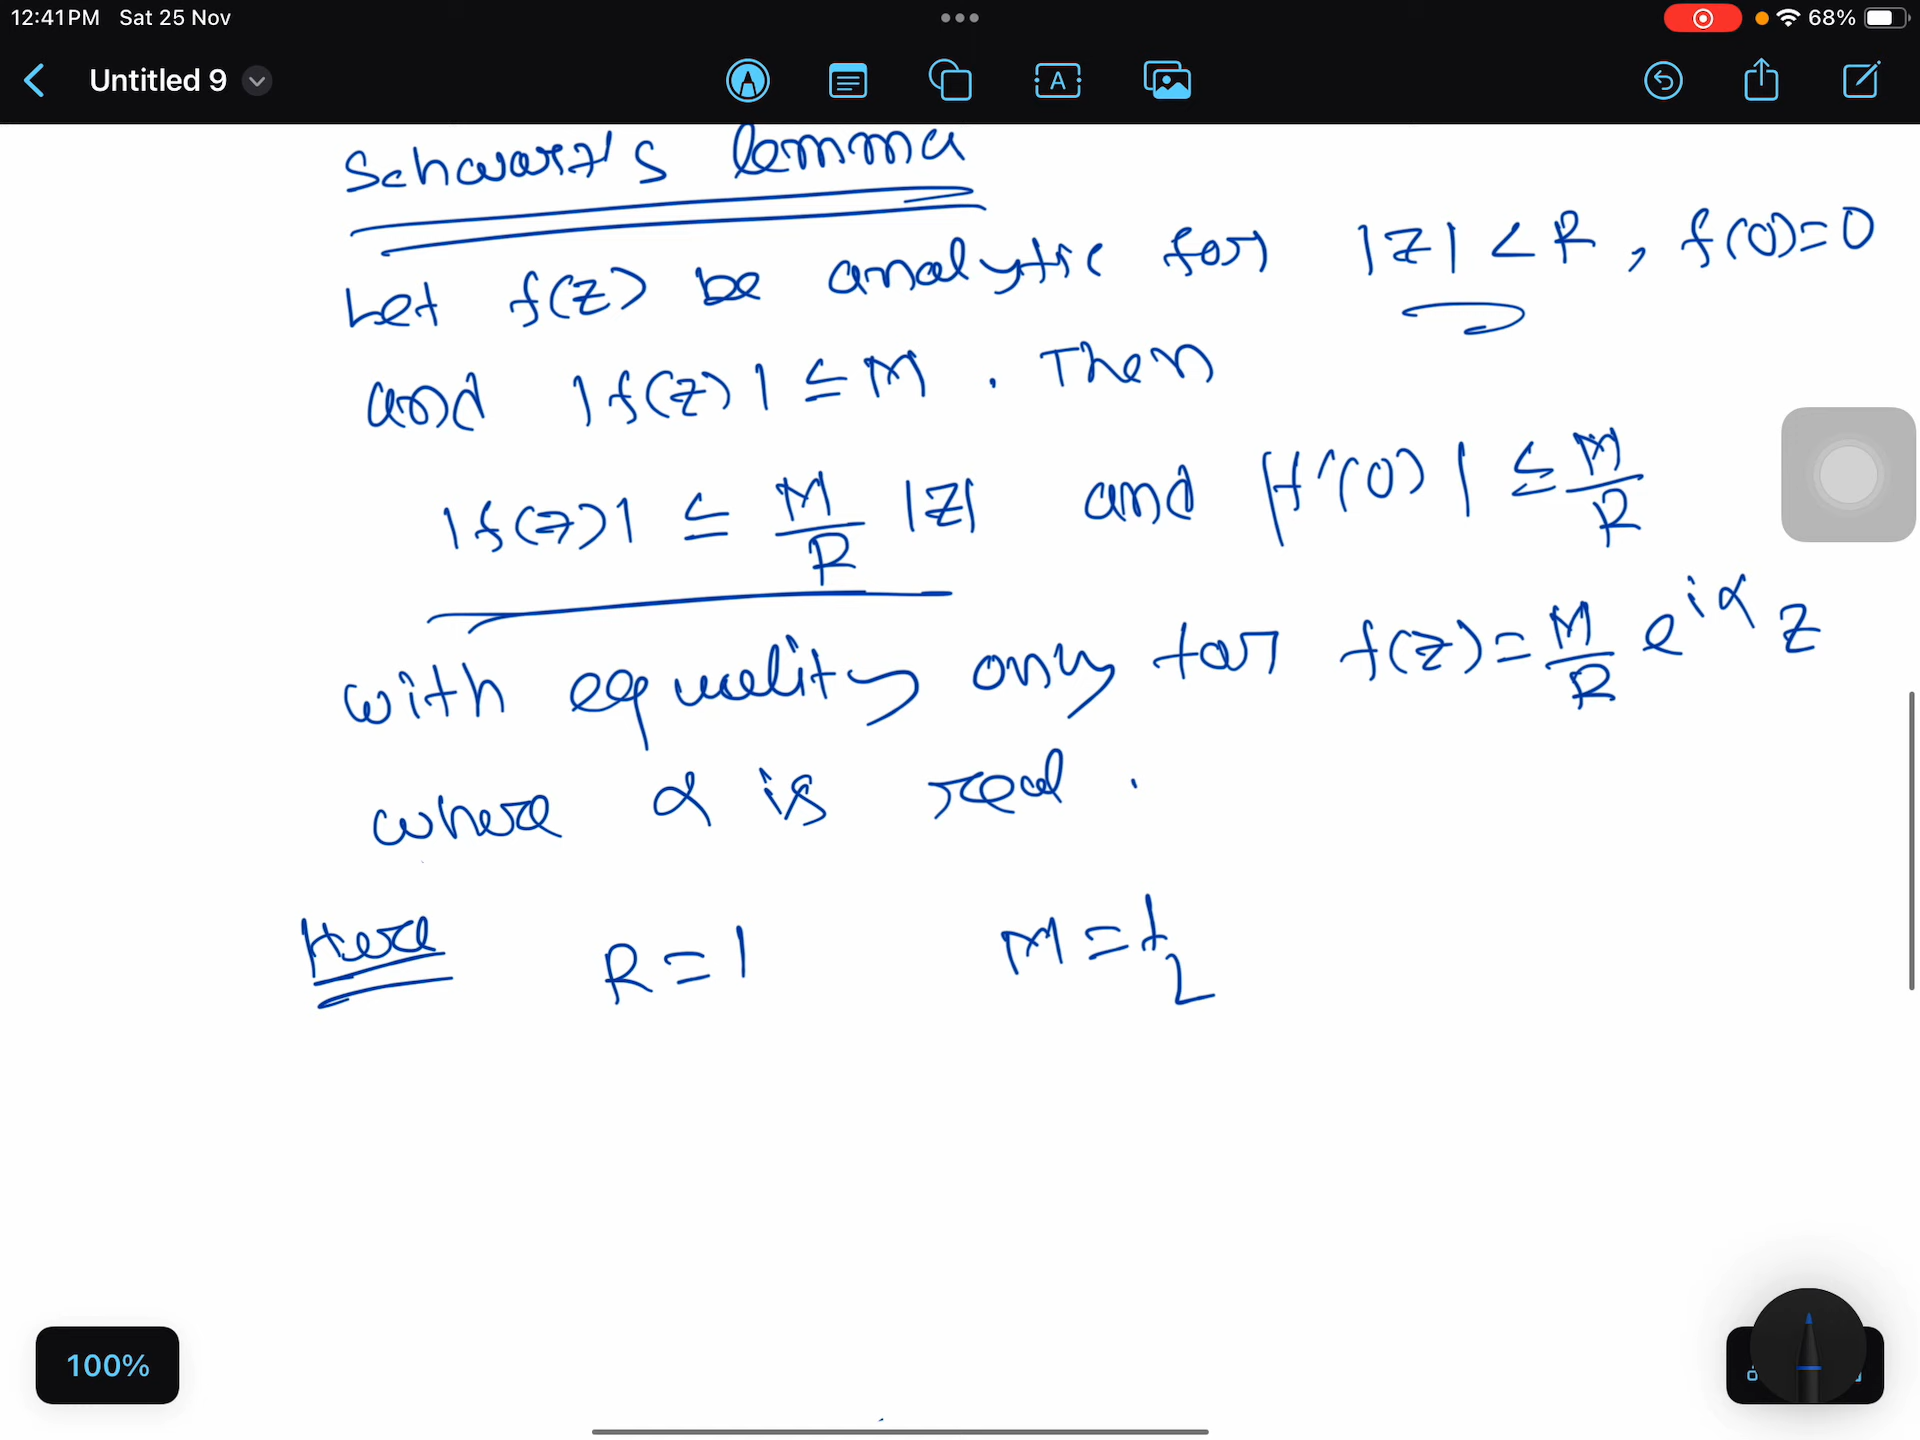 12:41 PM Sat 25 Nov
68%
Untitled 9
A
Schwarz's lemma
Let f(z) be analytic for |z| < R, f(0)=0
and |f(z)| ≤ M. Then
|f(z)| ≤ M/R |z| and |f'(0)| ≤ M/R
with equality only for f(z) = M/R e^{iα} z
where α is real.
Here R = 1 M = 1/2
100%